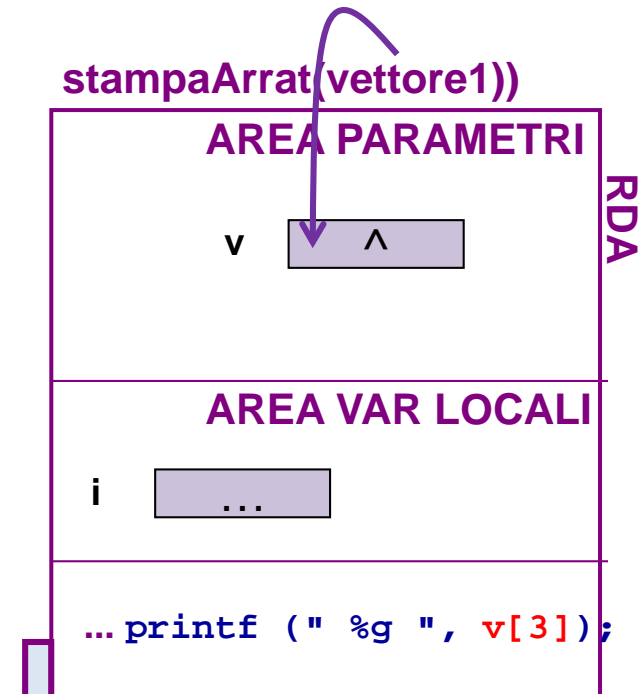 stampaArrat(vettore1))
AREA PARAMETRI
RDA
v ^
AREA VAR LOCALI
i ...
... printf (" %g ", v[3]);